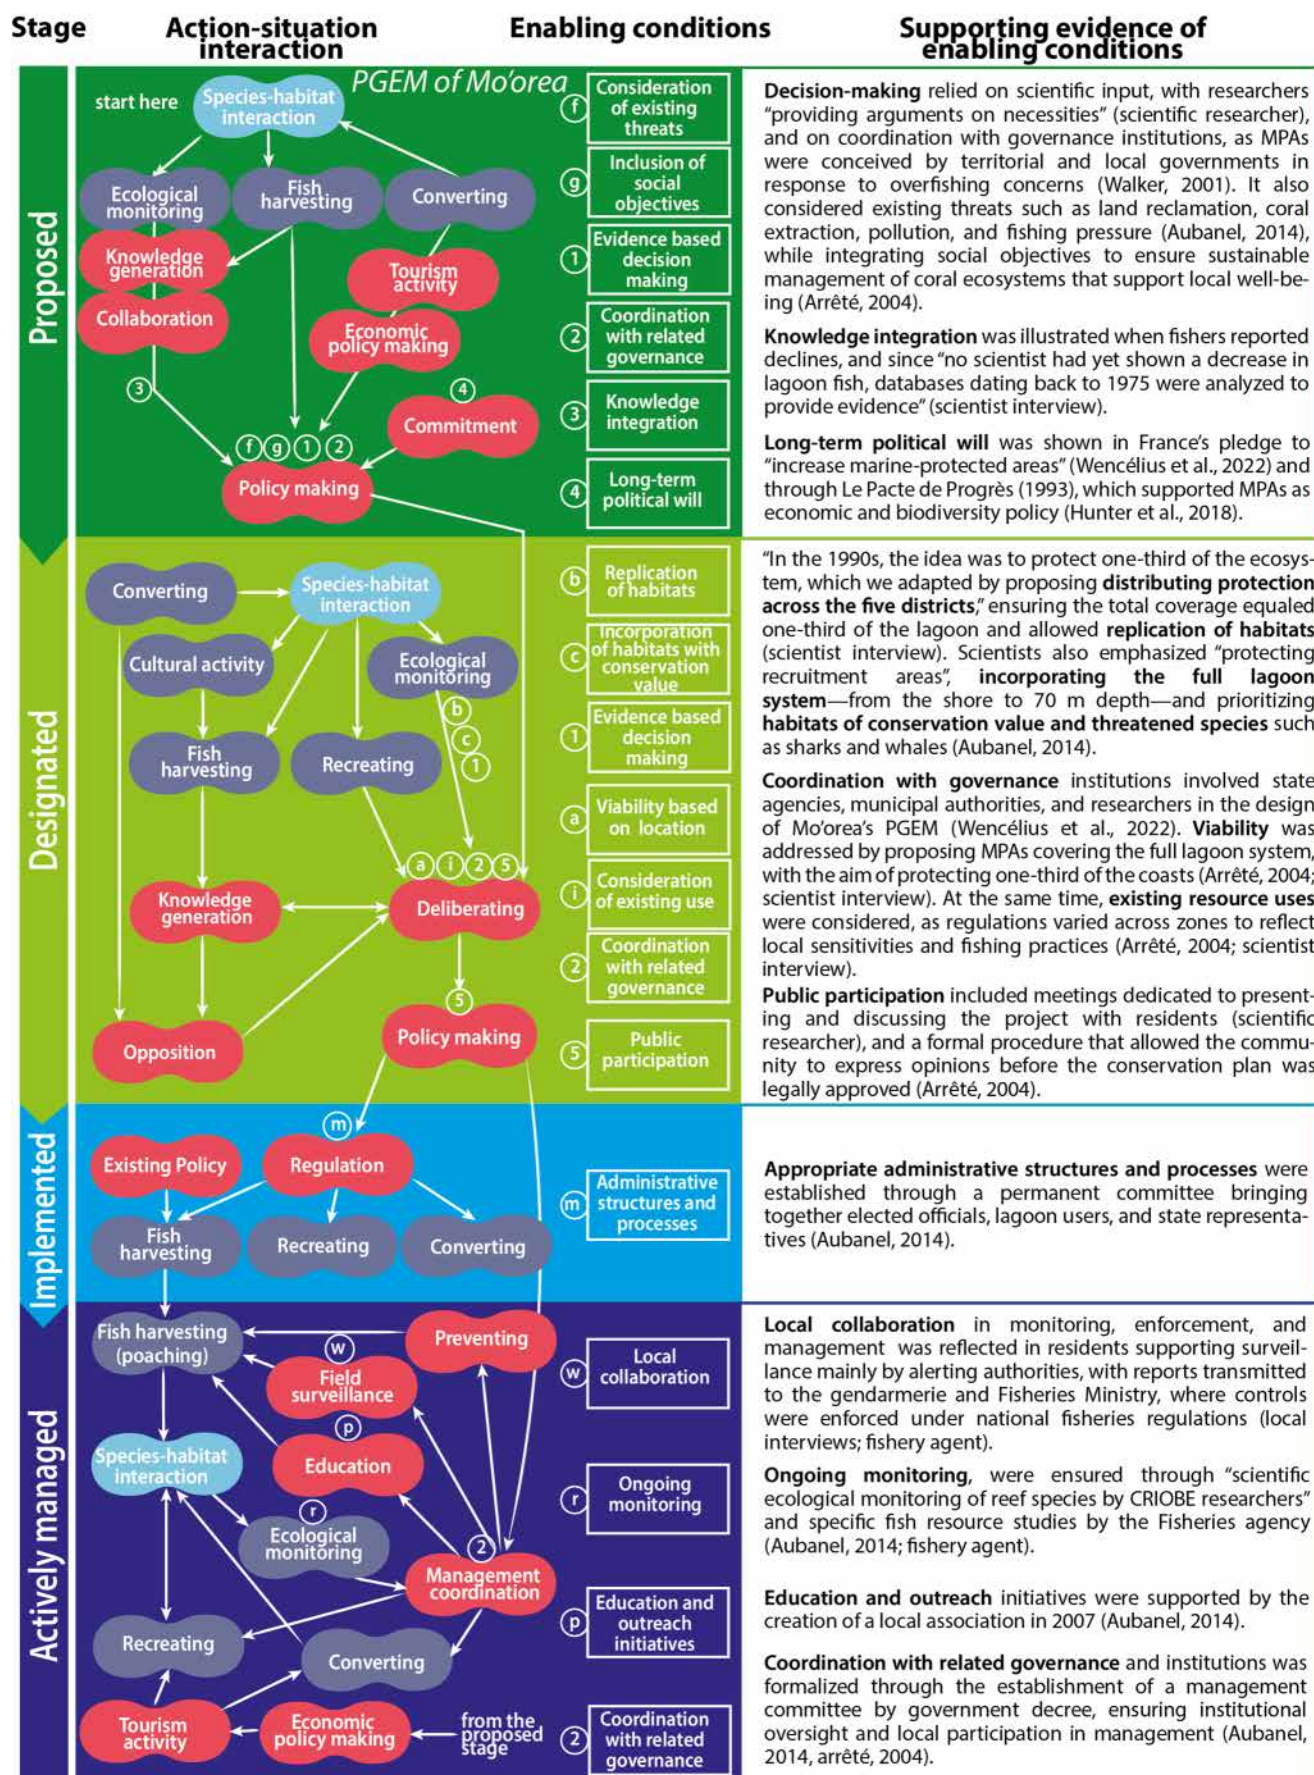 Stage
Action-situation
interaction
Enabling conditions
Supporting evidence of
enabling conditions
Proposed
PGEM of Mo'orea
start here
Species-habitat
interaction
Ecological
monitoring
Fish
harvesting
Converting
Knowledge
generation
Tourism
activity
Collaboration
Economic
policy making
3
4
Commitment
f
g
1
2
Policy making
f
Consideration
of existing
threats
g
Inclusion of
social
objectives
1
Evidence based
decision
making
2
Coordination
with related
governance
3
Knowledge
integration
4
Long-term
political will
Decision-making relied on scientific input, with researchers
"providing arguments on necessities" (scientific researcher),
and on coordination with governance institutions, as MPAs
were conceived by territorial and local governments in
response to overfishing concerns (Walker, 2001). It also
considered existing threats such as land reclamation, coral
extraction, pollution, and fishing pressure (Aubanel, 2014),
while integrating social objectives to ensure sustainable
management of coral ecosystems that support local well-be-
ing (Arrêté, 2004).
Knowledge integration was illustrated when fishers reported
declines, and since "no scientist had yet shown a decrease in
lagoon fish, databases dating back to 1975 were analyzed to
provide evidence" (scientist interview).
Long-term political will was shown in France's pledge to
"increase marine-protected areas" (Wencélius et al., 2022) and
through Le Pacte de Progrès (1993), which supported MPAs as
economic and biodiversity policy (Hunter et al., 2018).
Designated
Converting
Species-habitat
interaction
Cultural activity
Ecological
monitoring
b
c
1
Fish
harvesting
Recreating
a
i
2
5
Knowledge
generation
Deliberating
5
Opposition
Policy making
b
Replication
of habitats
c
Incorporation
of habitats with
conservation
value
1
Evidence based
decision
making
a
Viability based
on location
i
Consideration
of existing use
2
Coordination
with related
governance
5
Public
participation
"In the 1990s, the idea was to protect one-third of the ecosys-
tem, which we adapted by proposing distributing protection
across the five districts," ensuring the total coverage equaled
one-third of the lagoon and allowed replication of habitats
(scientist interview). Scientists also emphasized "protecting
recruitment areas", incorporating the full lagoon
system—from the shore to 70 m depth—and prioritizing
habitats of conservation value and threatened species such
as sharks and whales (Aubanel, 2014).
Coordination with governance institutions involved state
agencies, municipal authorities, and researchers in the design
of Mo'orea's PGEM (Wencélius et al., 2022). Viability was
addressed by proposing MPAs covering the full lagoon system,
with the aim of protecting one-third of the coasts (Arrêté, 2004;
scientist interview). At the same time, existing resource uses
were considered, as regulations varied across zones to reflect
local sensitivities and fishing practices (Arrêté, 2004; scientist
interview).
Public participation included meetings dedicated to present-
ing and discussing the project with residents (scientific
researcher), and a formal procedure that allowed the commu-
nity to express opinions before the conservation plan was
legally approved (Arrêté, 2004).
Implemented
m
Existing Policy
Regulation
Fish
harvesting
Recreating
Converting
m
Administrative
structures and
processes
Appropriate administrative structures and processes were
established through a permanent committee bringing
together elected officials, lagoon users, and state representa-
tives (Aubanel, 2014).
Actively managed
Fish harvesting
(poaching)
Preventing
w
Field
surveillance
p
Species-habitat
interaction
Education
r
Ecological
monitoring
2
Management
coordination
Recreating
Converting
Tourism
activity
Economic
policy making
from the
proposed
stage
w
Local
collaboration
r
Ongoing
monitoring
p
Education and
outreach
initiatives
2
Coordination
with related
governance
Local collaboration in monitoring, enforcement, and
management was reflected in residents supporting surveil-
lance mainly by alerting authorities, with reports transmitted
to the gendarmerie and Fisheries Ministry, where controls
were enforced under national fisheries regulations (local
interviews; fishery agent).
Ongoing monitoring, were ensured through "scientific
ecological monitoring of reef species by CRIOBE researchers"
and specific fish resource studies by the Fisheries agency
(Aubanel, 2014; fishery agent).
Education and outreach initiatives were supported by the
creation of a local association in 2007 (Aubanel, 2014).
Coordination with related governance and institutions was
formalized through the establishment of a management
committee by government decree, ensuring institutional
oversight and local participation in management (Aubanel,
2014, arrêté, 2004).